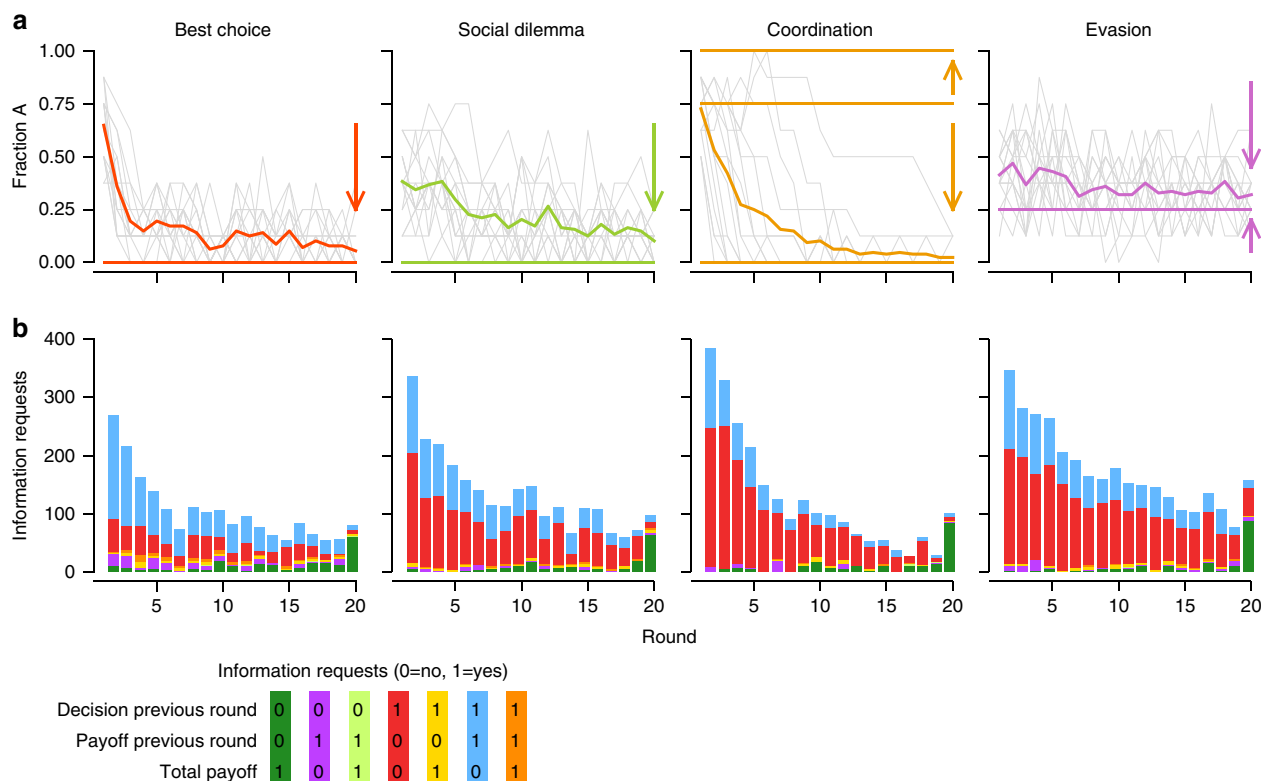 a
Best choice Social dilemma Coordination Evasion
Fraction A
1.00
0.75
0.50
0.25
0.00
5 10 15 20 5 10 15 20 5 10 15 20 5 10 15 20
b
Information requests
400
300
200
100
0
Round
Information requests (0=no, 1=yes)
Decision previous round 0 0 0 1 1 1 1
Payoff previous round 0 1 1 0 0 1 1
Total payoff 1 0 1 0 1 0 1